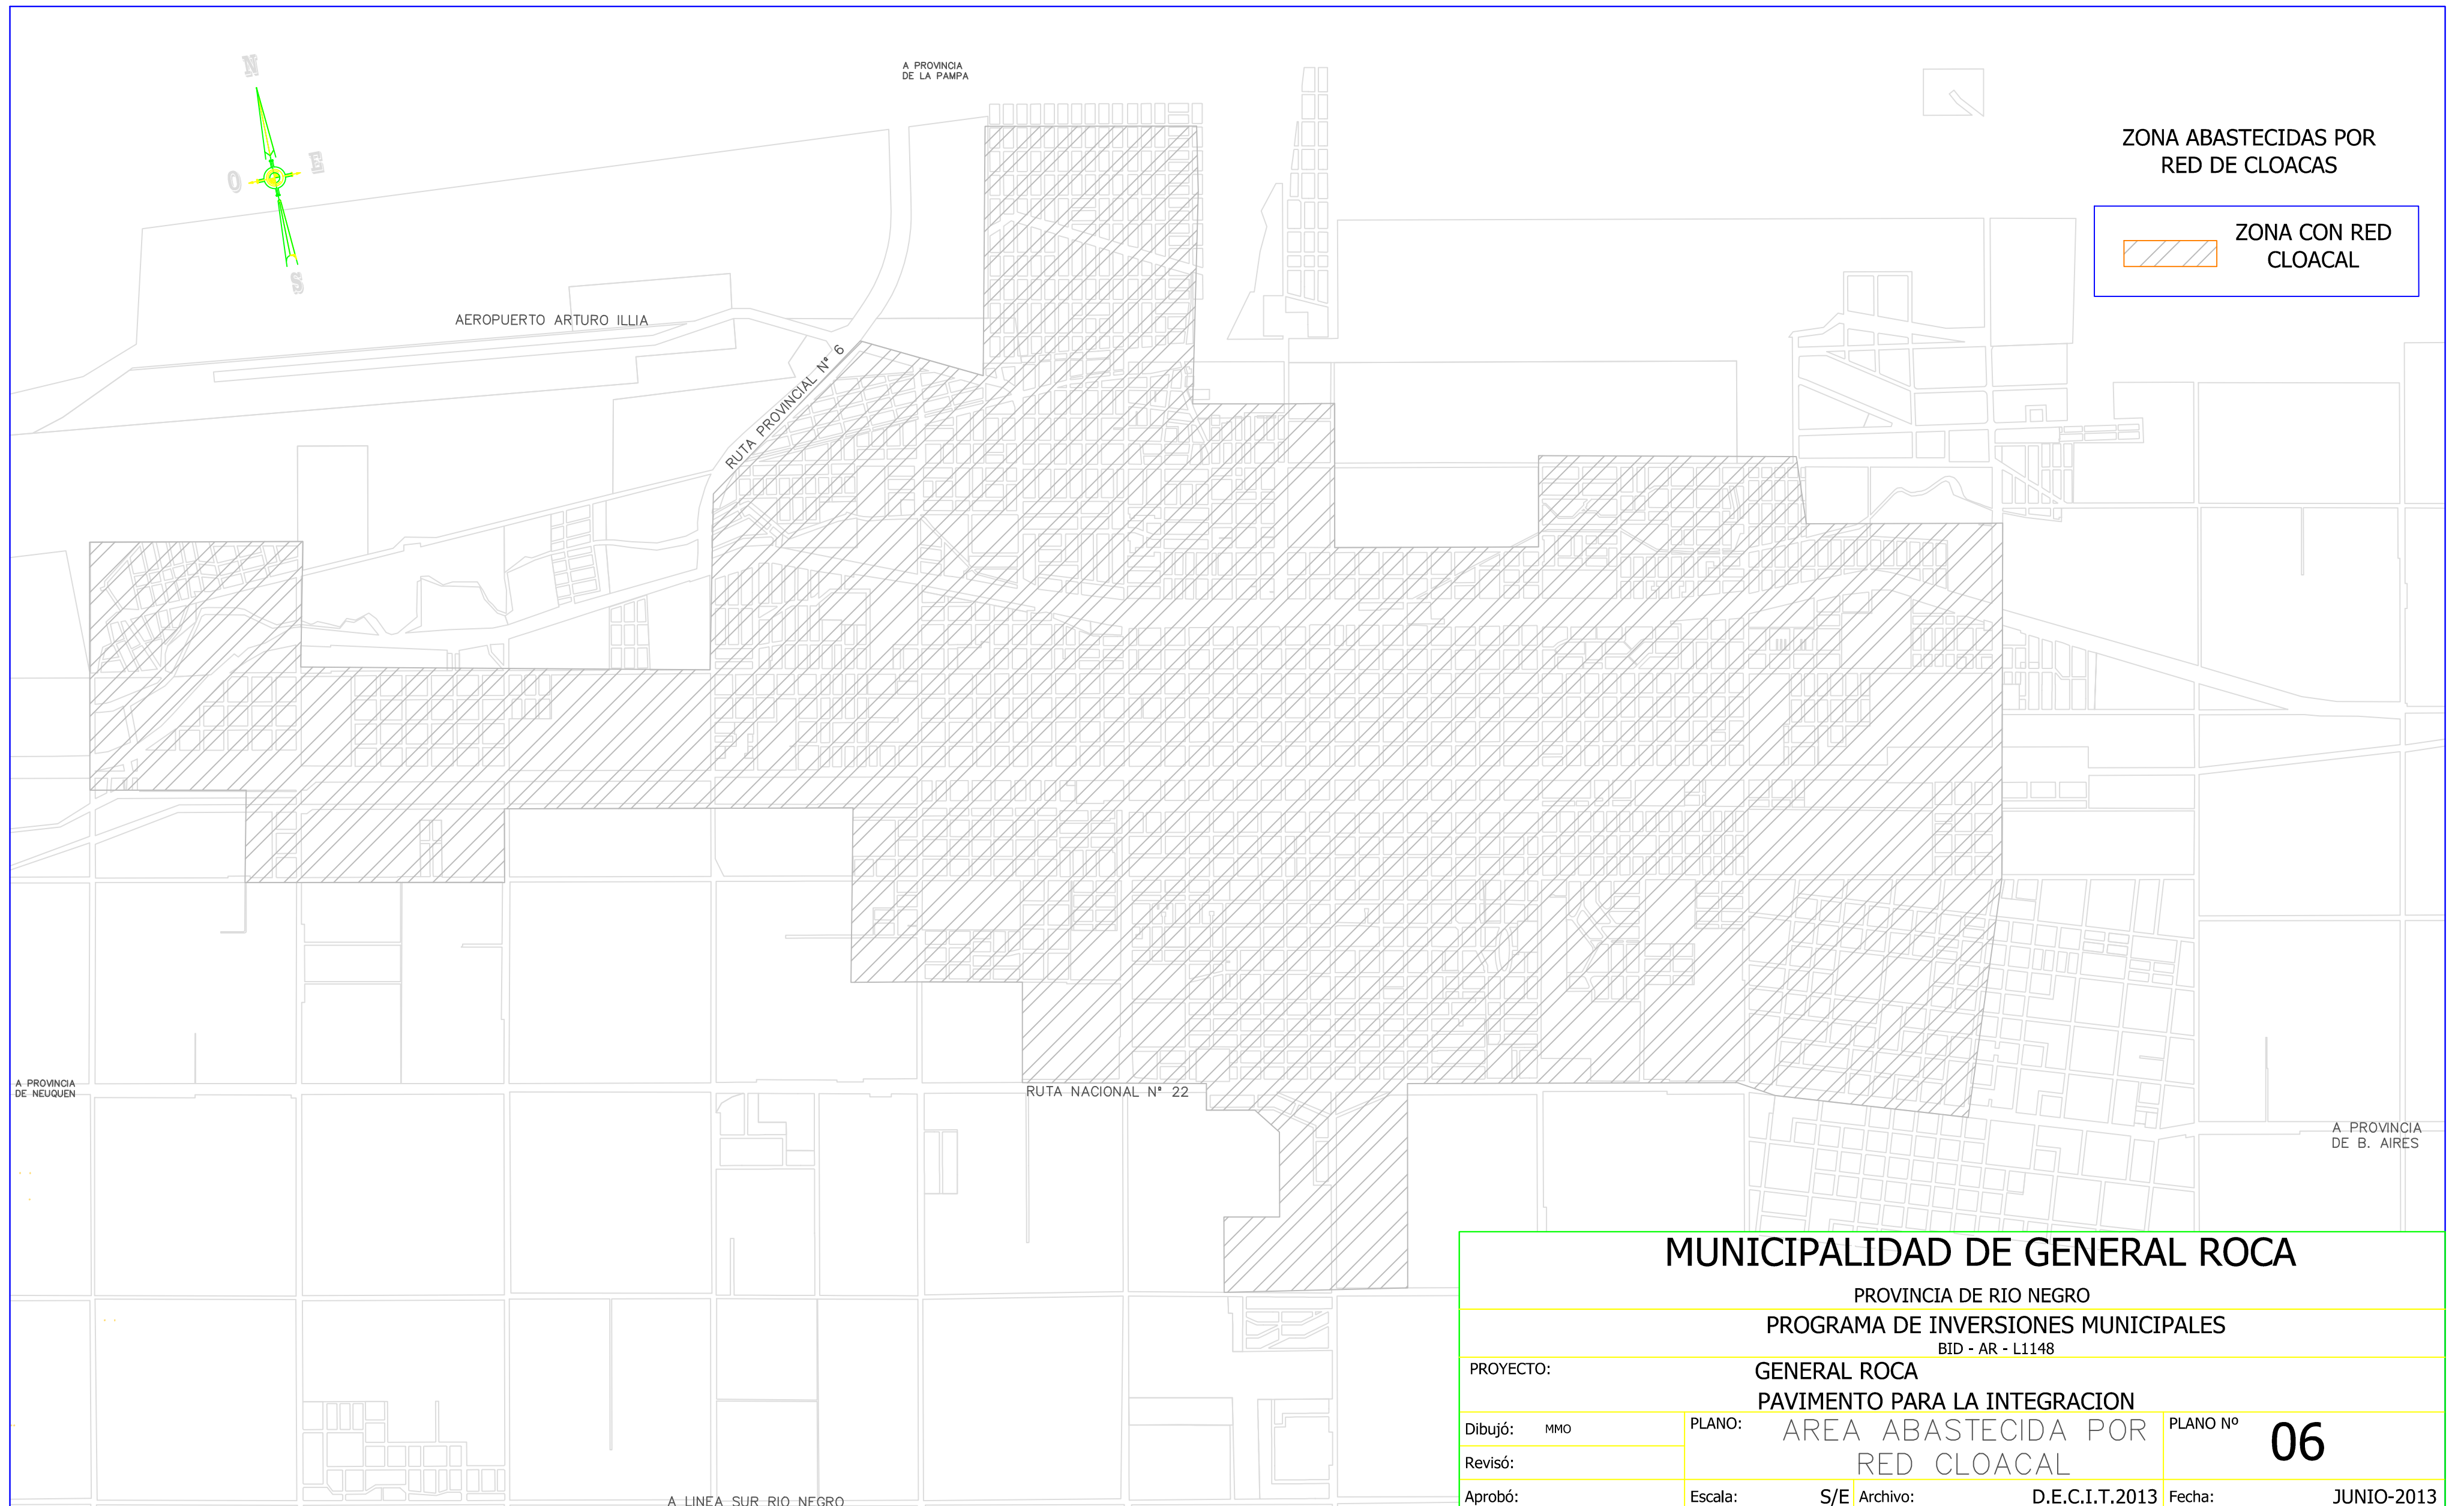 N
E
O
S
A PROVINCIA
DE LA PAMPA
AEROPUERTO ARTURO ILLIA
RUTA PROVINCIAL Nº 6
ZONA ABASTECIDAS POR
RED DE CLOACAS
ZONA CON RED
CLOACAL
A PROVINCIA
DE NEUQUEN
RUTA NACIONAL Nº 22
A PROVINCIA
DE B. AIRES
A LINEA SUR RIO NEGRO
MUNICIPALIDAD DE GENERAL ROCA
PROVINCIA DE RIO NEGRO
PROGRAMA DE INVERSIONES MUNICIPALES
BID - AR - L1148
PROYECTO: GENERAL ROCA
PAVIMENTO PARA LA INTEGRACION
Dibujó: MMO
Revisó:
Aprobó:
PLANO: AREA ABASTECIDA POR
RED CLOACAL
PLANO Nº 06
Escala: S/E Archivo: D.E.C.I.T.2013 Fecha: JUNIO-2013